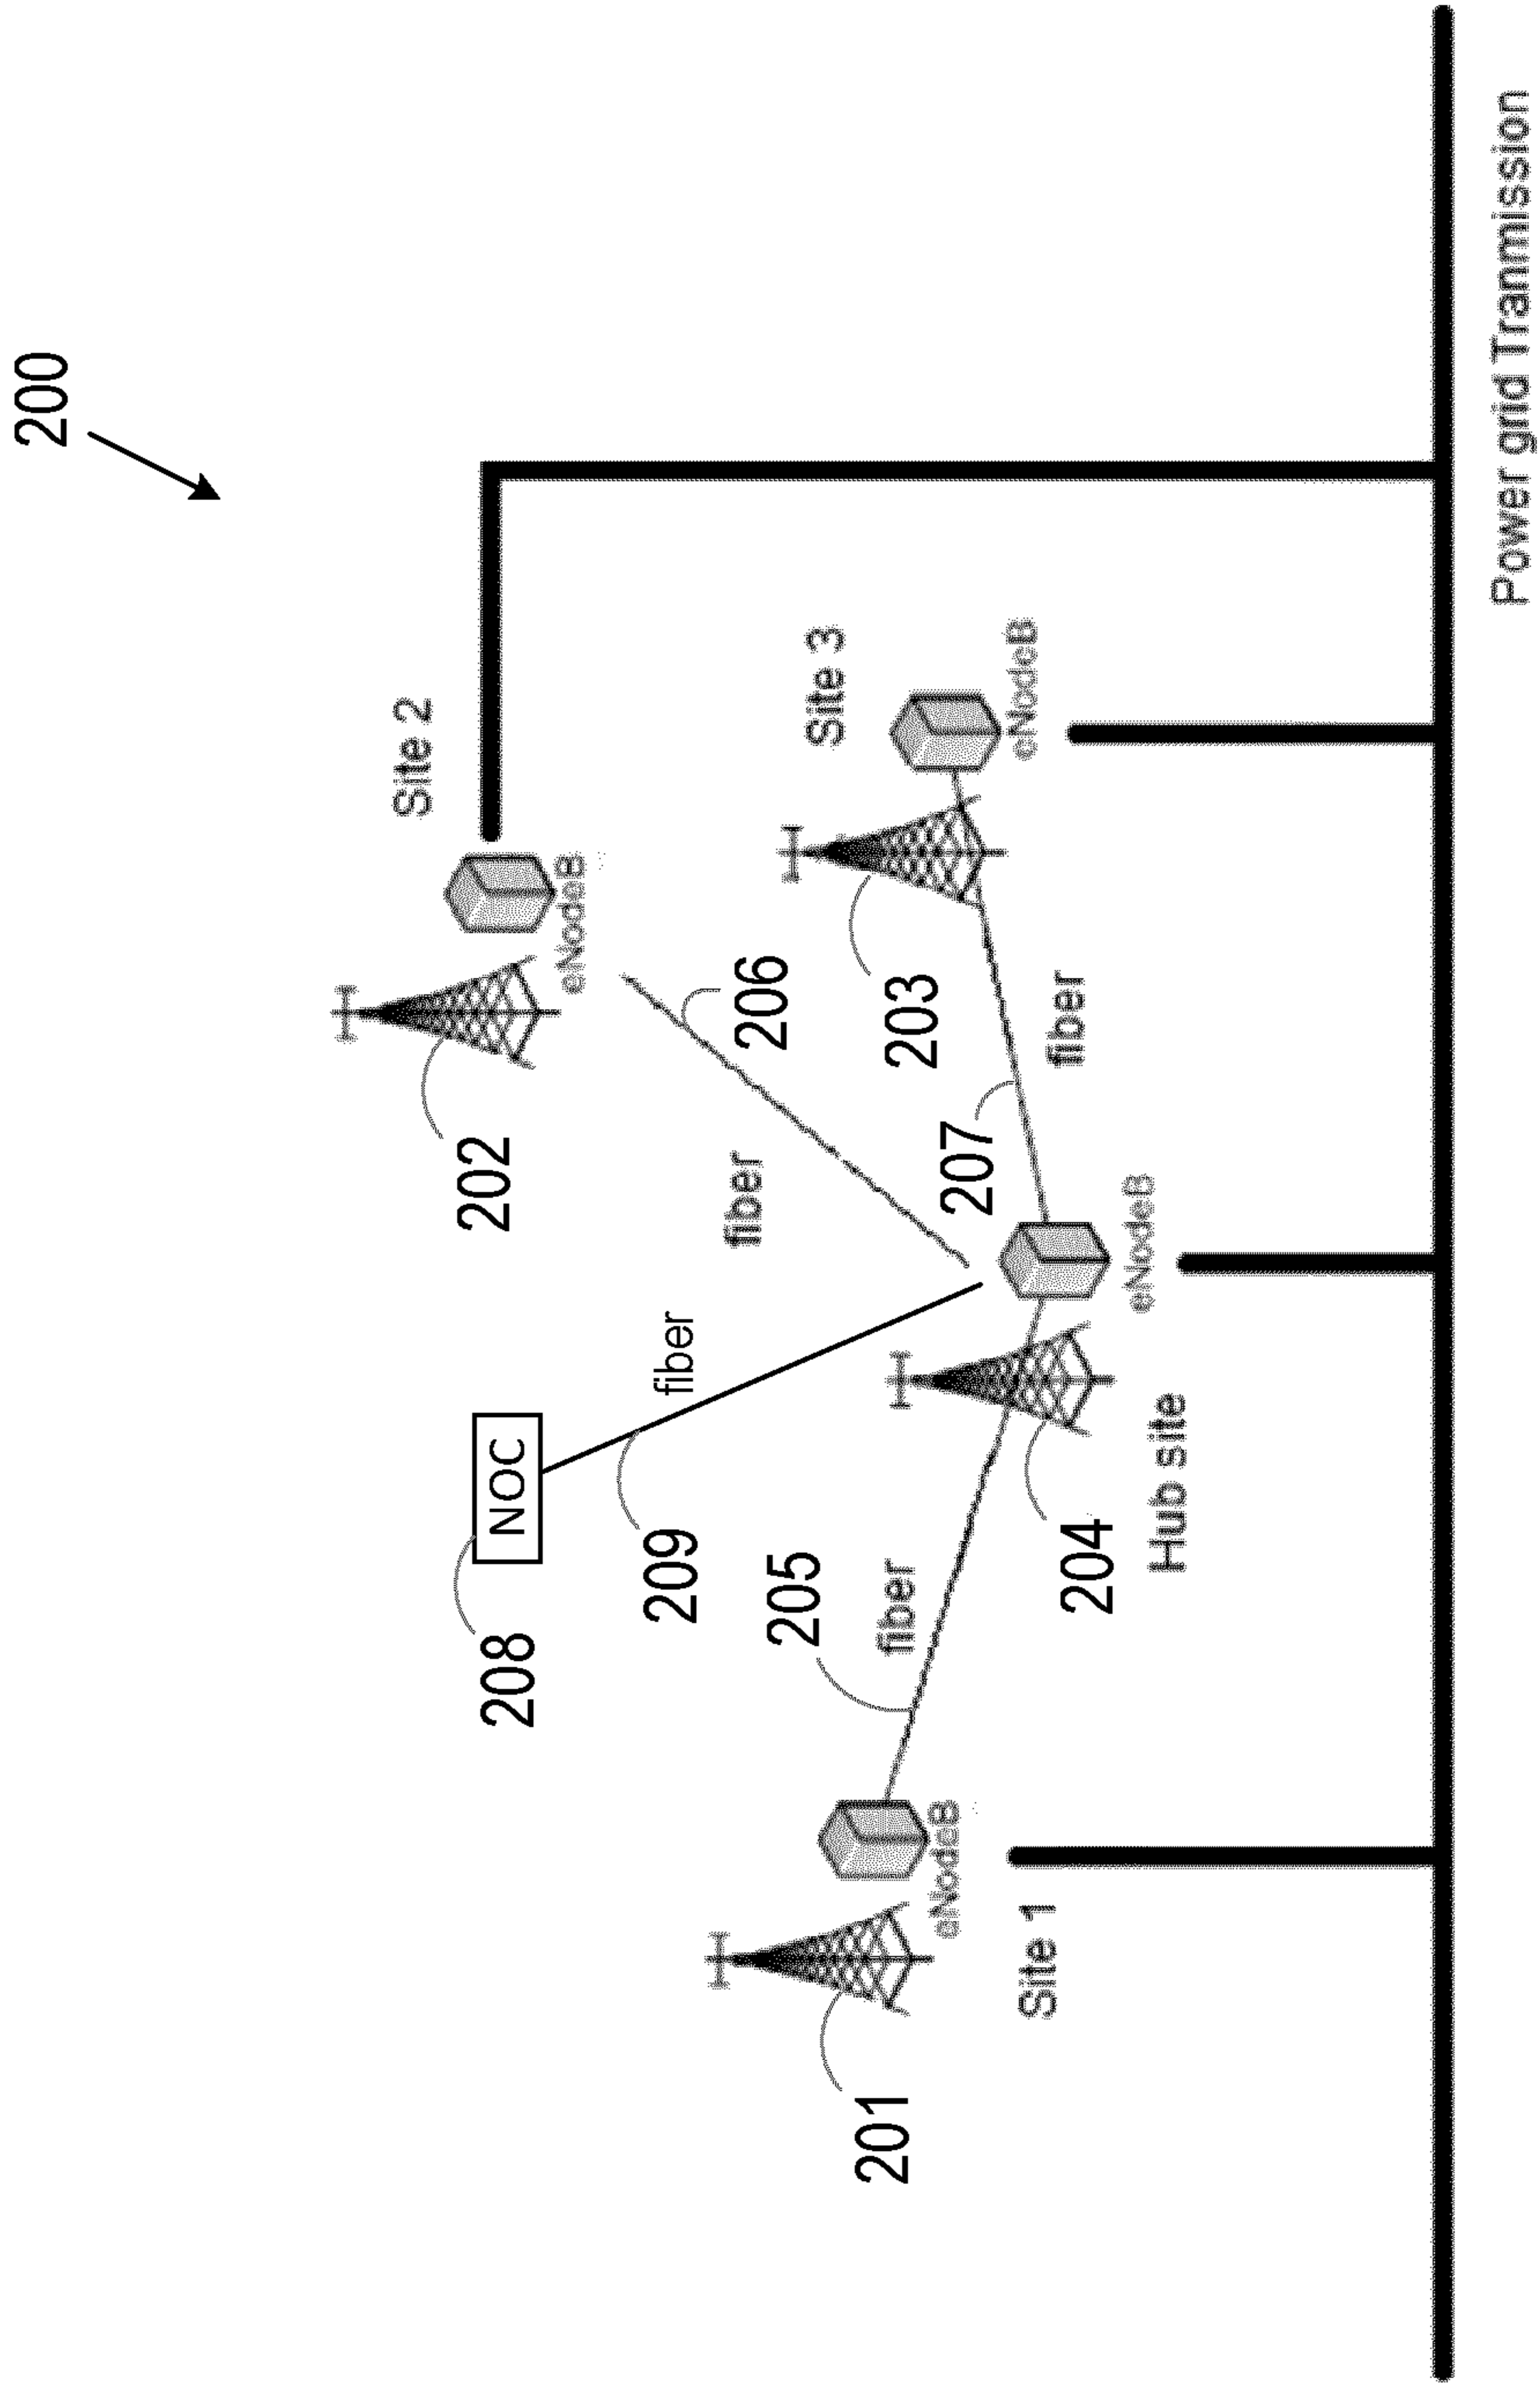 200
Site 2
eNodeB
202
NOC
208
fiber
209
fiber
206
Site 3
eNodeB
203
205
fiber
207
fiber
201
eNodeB
Site 1
204
eNodeB
Hub site
Power grid Tranmission